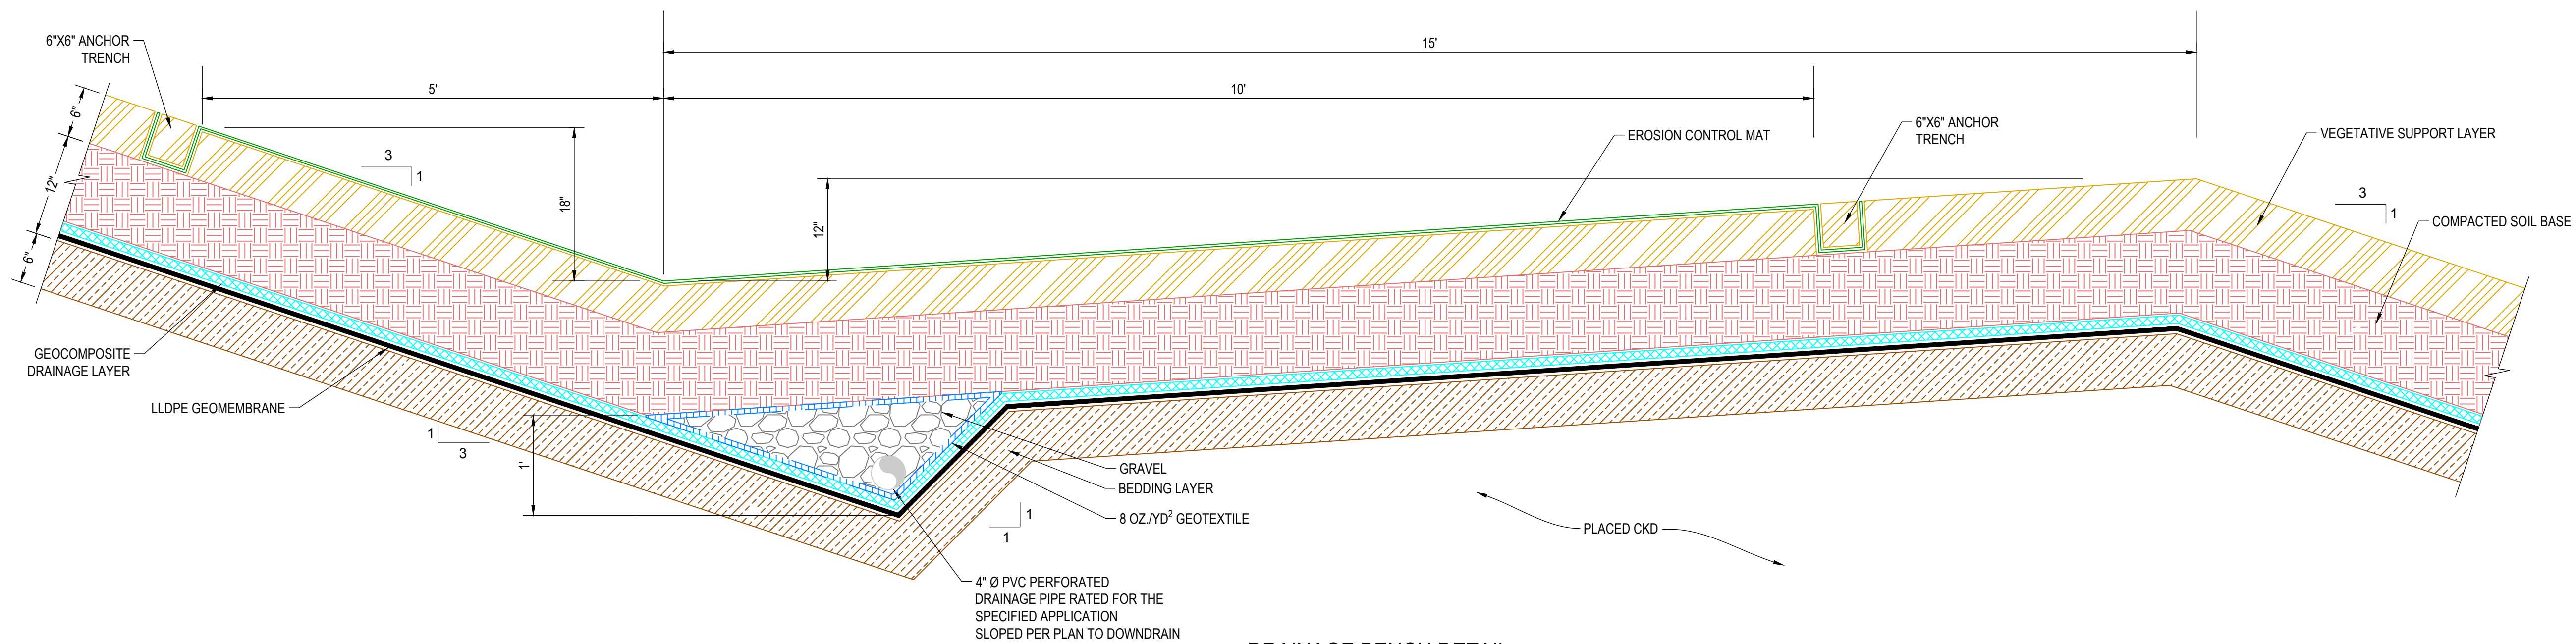 6"X6" ANCHOR
TRENCH
15'
5'
10'
6"
12"
6"
3
1
18"
12"
EROSION CONTROL MAT
6"X6" ANCHOR
TRENCH
VEGETATIVE SUPPORT LAYER
3
1
COMPACTED SOIL BASE
GEOCOMPOSITE
DRAINAGE LAYER
LLDPE GEOMEMBRANE
1
3
1'
GRAVEL
BEDDING LAYER
8 OZ./YD² GEOTEXTILE
1
1
PLACED CKD
4" Ø PVC PERFORATED
DRAINAGE PIPE RATED FOR THE
SPECIFIED APPLICATION
SLOPED PER PLAN TO DOWNDRAIN
DRAINAGE BENCH DETAIL